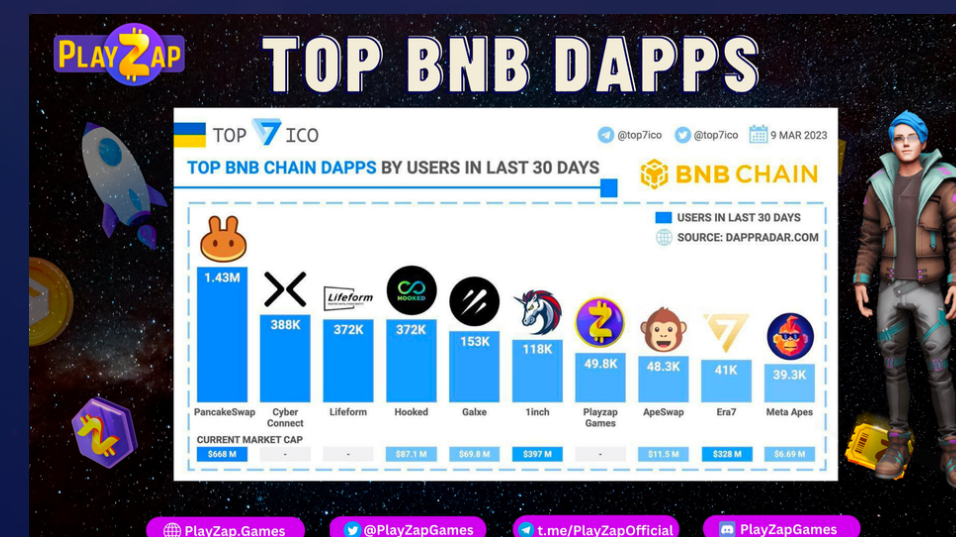 PLAYZAP
TOP BNB DAPPS
TOP 7 ICO
@top7ico @top7ico 9 MAR 2023
TOP BNB CHAIN DAPPS BY USERS IN LAST 30 DAYS
BNB CHAIN
USERS IN LAST 30 DAYS
SOURCE: DAPPRADAR.COM
Lifeform
HOOKED
1.43M 388K 372K 372K 153K 118K 49.8K 48.3K 41K 39.3K
PancakeSwap Cyber Connect Lifeform Hooked Galxe 1inch Playzap Games ApeSwap Era7 Meta Apes
CURRENT MARKET CAP
$668 M - - $87.1 M $69.8 M $397 M - $11.5 M $328 M $6.69 M
PlayZap.Games @PlayZapGames t.me/PlayZapOfficial PlayZapGames